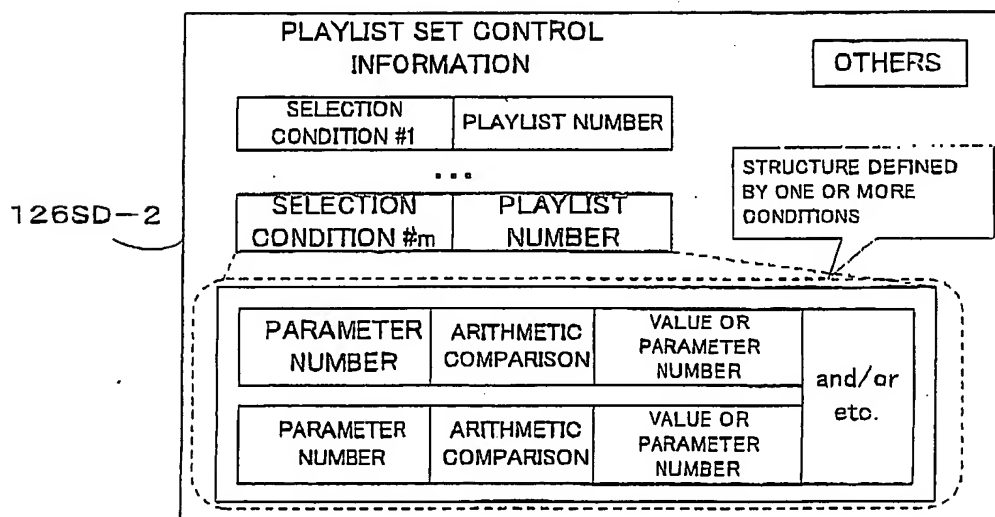 PLAYLIST SET CONTROL
INFORMATION
OTHERS
SELECTION
CONDITION #1
PLAYLIST NUMBER
...
STRUCTURE DEFINED
BY ONE OR MORE
CONDITIONS
126SD-2
SELECTION
CONDITION #m
PLAYLIST
NUMBER
PARAMETER
NUMBER
ARITHMETIC
COMPARISON
VALUE OR
PARAMETER
NUMBER
and/or
etc.
PARAMETER
NUMBER
ARITHMETIC
COMPARISON
VALUE OR
PARAMETER
NUMBER